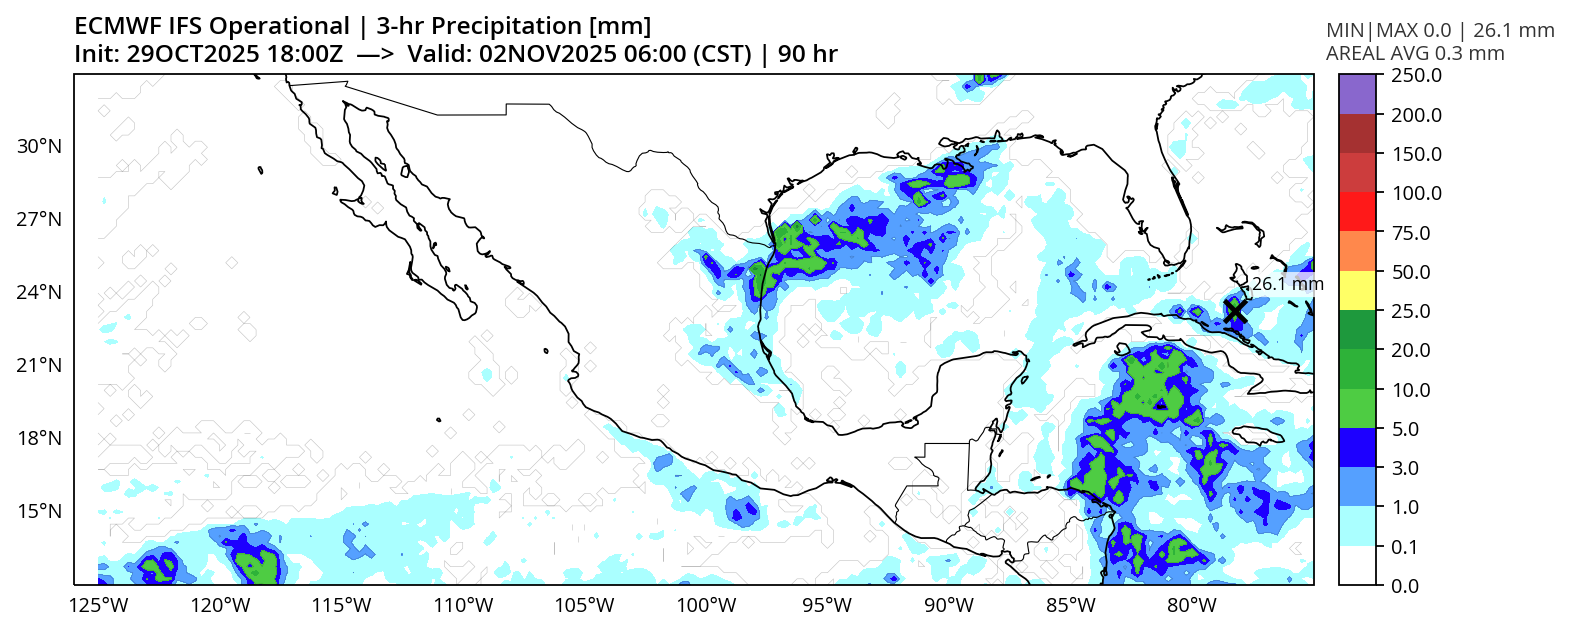 ECMWF IFS Operational | 3-hr Precipitation [mm]
Init: 29OCT2025 18:00Z —> Valid: 02NOV2025 06:00 (CST) | 90 hr
MIN|MAX 0.0 | 26.1 mm
AREAL AVG 0.3 mm
250.0
200.0
150.0
100.0
75.0
50.0
25.0
20.0
10.0
5.0
3.0
1.0
0.1
0.0
30°N
27°N
24°N
21°N
18°N
15°N
26.1 mm
125°W
120°W
115°W
110°W
105°W
100°W
95°W
90°W
85°W
80°W